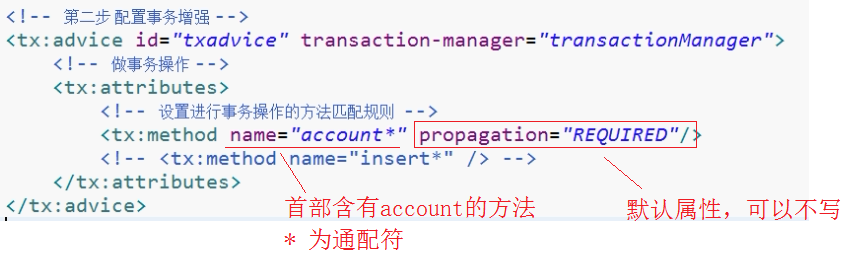 <!-- 第二步 配置事务增强 -->
<tx:advice id="txadvice" transaction-manager="transactionManager">
<!-- 做事务操作 -->
<tx:attributes>
<!-- 设置进行事务操作的方法匹配规则 -->
<tx:method name="account*" propagation="REQUIRED"/>
<!-- <tx:method name="insert*" /> -->
</tx:attributes>
</tx:advice>
首部含有account的方法
* 为通配符
默认属性，可以不写